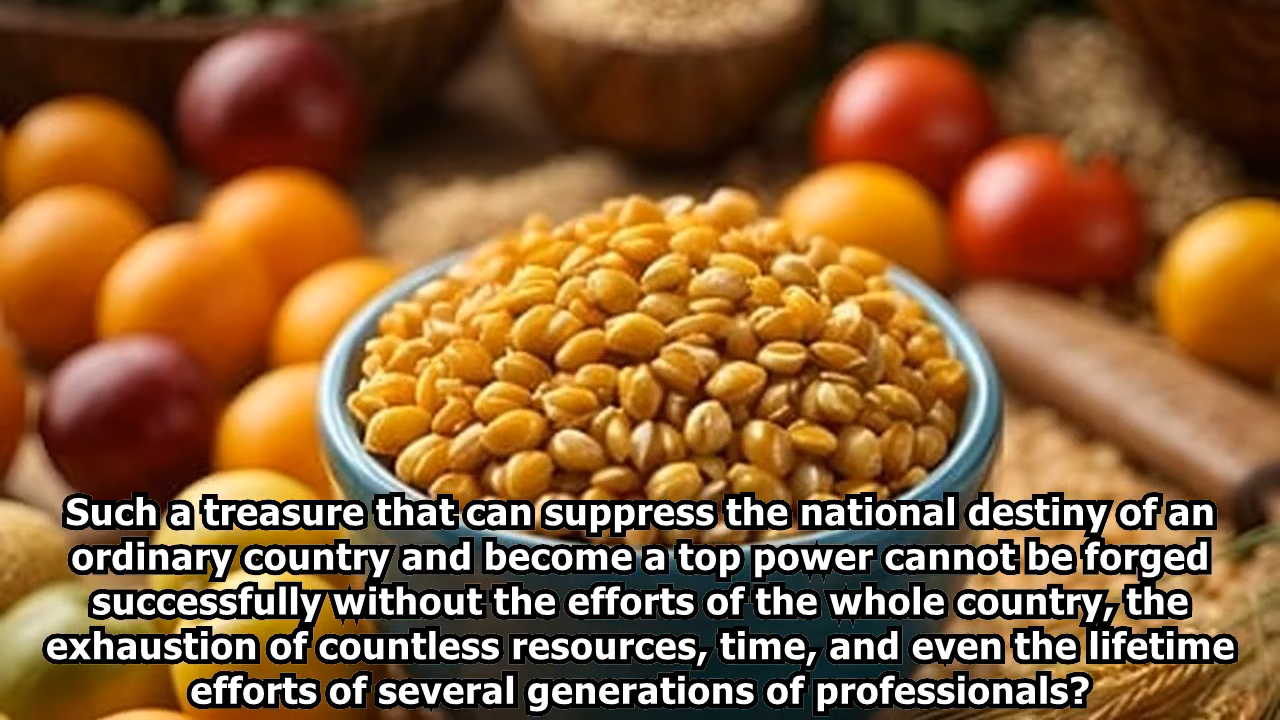 Such a treasure that can suppress the national destiny of an
ordinary country and become a top power cannot be forged
successfully without the efforts of the whole country, the
exhaustion of countless resources, time, and even the lifetime
efforts of several generations of professionals?